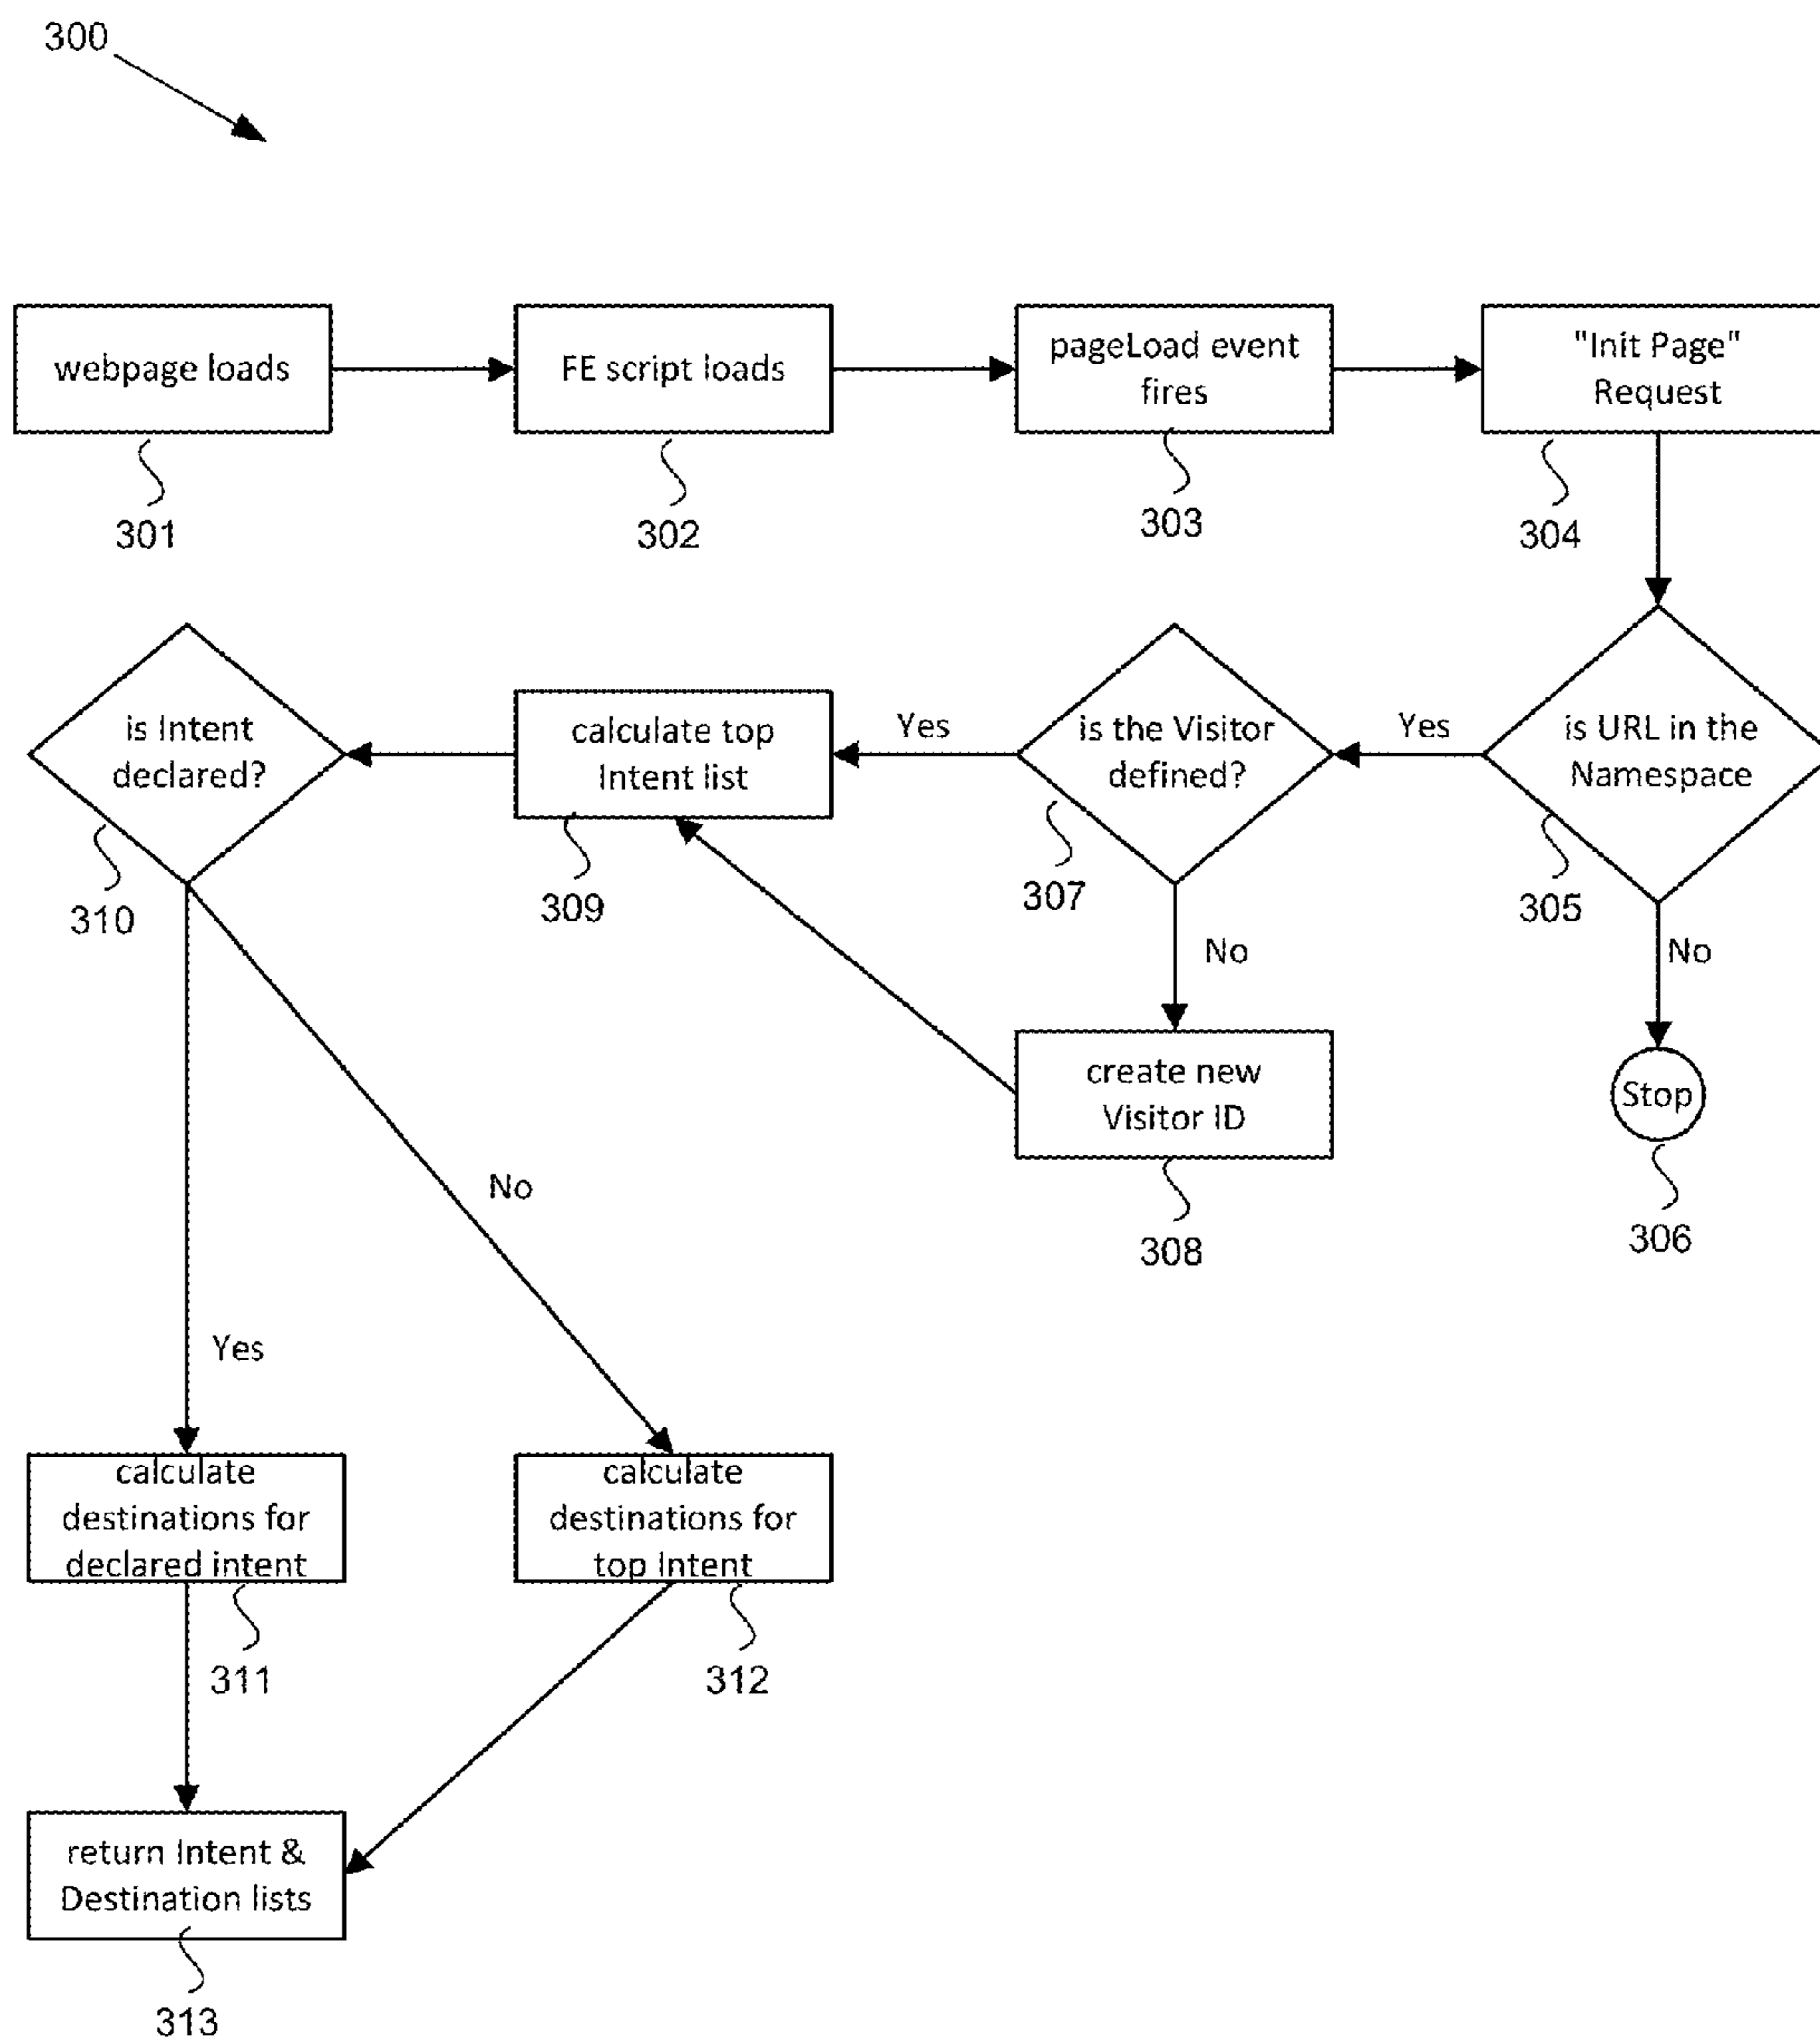 300
webpage loads
FE script loads
pageLoad event
fires
"Init Page"
Request
301
302
303
304
is Intent
declared?
calculate top
Intent list
Yes
is the Visitor
defined?
Yes
is URL in the
Namespace
310
309
307
305
No
No
create new
Visitor ID
Stop
308
306
No
Yes
calculate
destinations for
declared intent
calculate
destinations for
top Intent
311
312
return Intent &
Destination lists
313